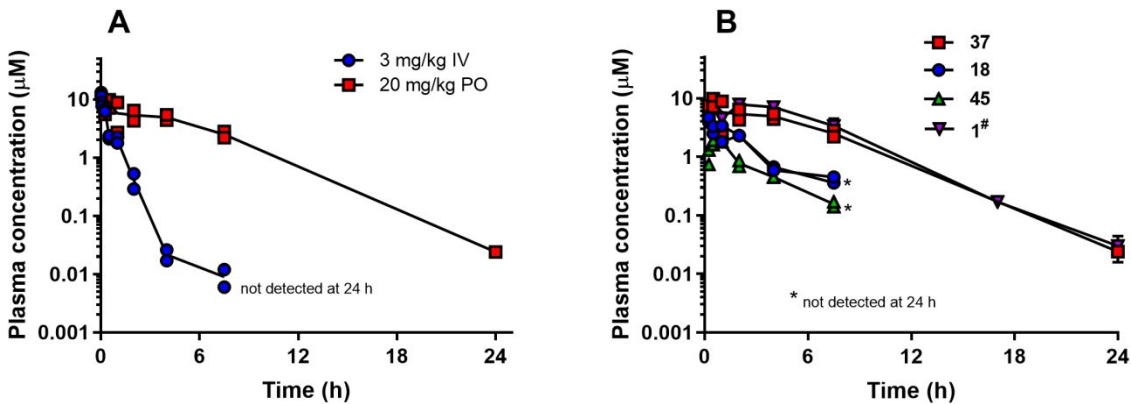 A
3 mg/kg IV
20 mg/kg PO
Plasma concentration (μM)
10
1
0.1
0.01
0.001
not detected at 24 h
0 6 12 18 24
Time (h)
B
37
18
45
1#
Plasma concentration (μM)
10
1
0.1
0.01
0.001
*
*
* not detected at 24 h
0 6 12 18 24
Time (h)